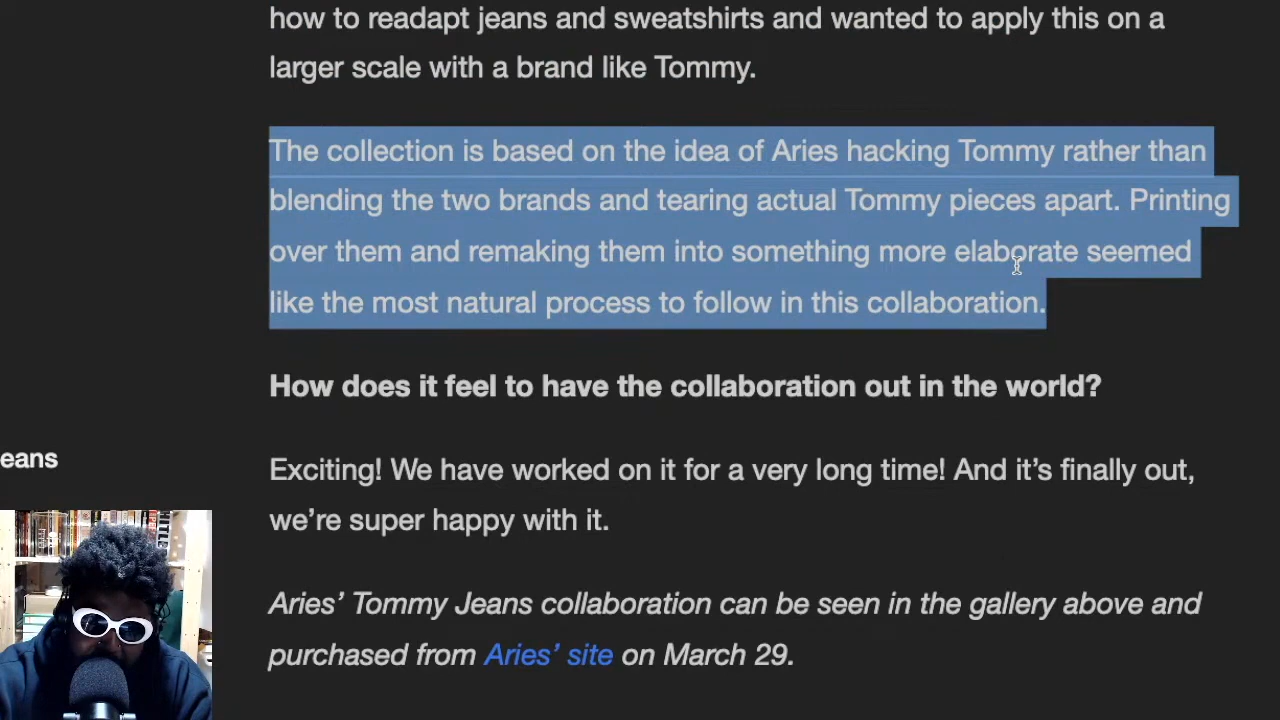 how to readapt jeans and sweatshirts and wanted to apply this on a
larger scale with a brand like Tommy.
The collection is based on the idea of Aries hacking Tommy rather than
blending the two brands and tearing actual Tommy pieces apart. Printing
over them and remaking them into something more elaborate seemed
like the most natural process to follow in this collaboration.
How does it feel to have the collaboration out in the world?
eans
Exciting! We have worked on it for a very long time! And it’s finally out,
we’re super happy with it.
Aries’ Tommy Jeans collaboration can be seen in the gallery above and
purchased from Aries’ site on March 29.